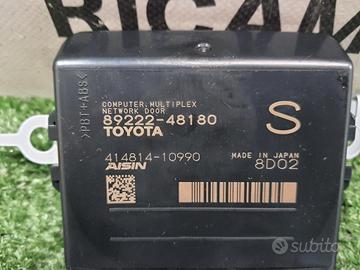 RICAM
>PBT+ABS<
COMPUTER, MULTIPLEX
NETWORK DOOR
89222-48180
TOYOTA
S
414814-10990
MADE IN JAPAN
AISIN
8D02
subito